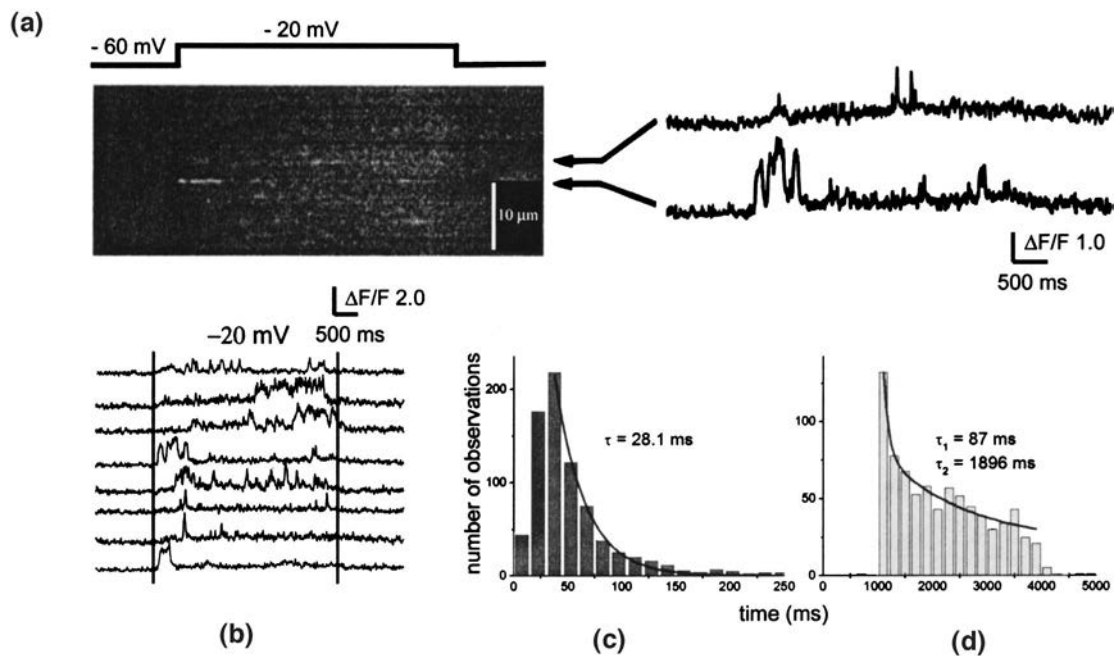 (a)
- 60 mV
- 20 mV
10 μm
ΔF/F 1.0
500 ms
ΔF/F 2.0
−20 mV
500 ms
(b)
number of observations
200
100
0
τ = 28.1 ms
0 50 100 150 200 250
(c)
100
50
0
τ1 = 87 ms
τ2 = 1896 ms
0 1000 2000 3000 4000 5000
time (ms)
(d)